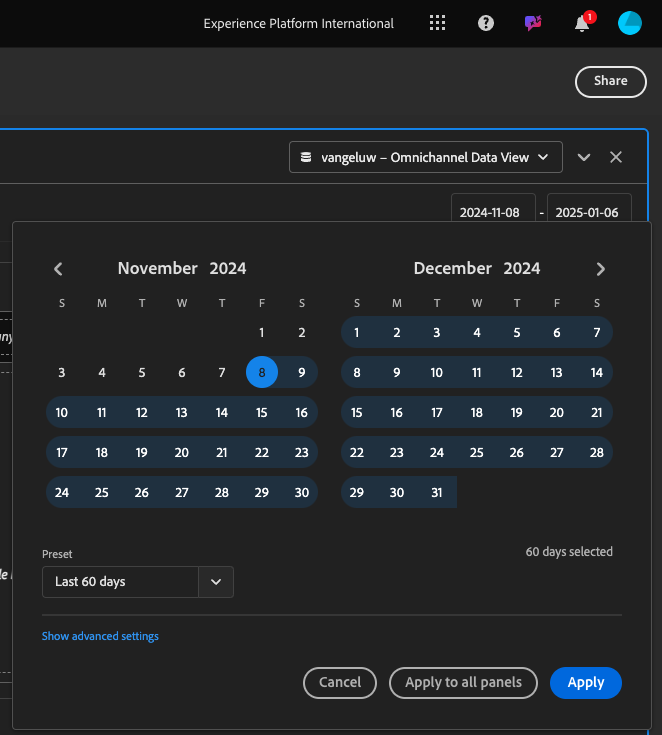 Experience Platform International
1
Share
vangeluw – Omnichannel Data View
2024-11-08 - 2025-01-06
November 2024 December 2024
S M T W T F S S M T W T F S
1 2 1 2 3 4 5 6 7
3 4 5 6 7 8 9 8 9 10 11 12 13 14
10 11 12 13 14 15 16 15 16 17 18 19 20 21
17 18 19 20 21 22 23 22 23 24 25 26 27 28
24 25 26 27 28 29 30 29 30 31
Preset 60 days selected
Last 60 days
Show advanced settings
Cancel Apply to all panels Apply